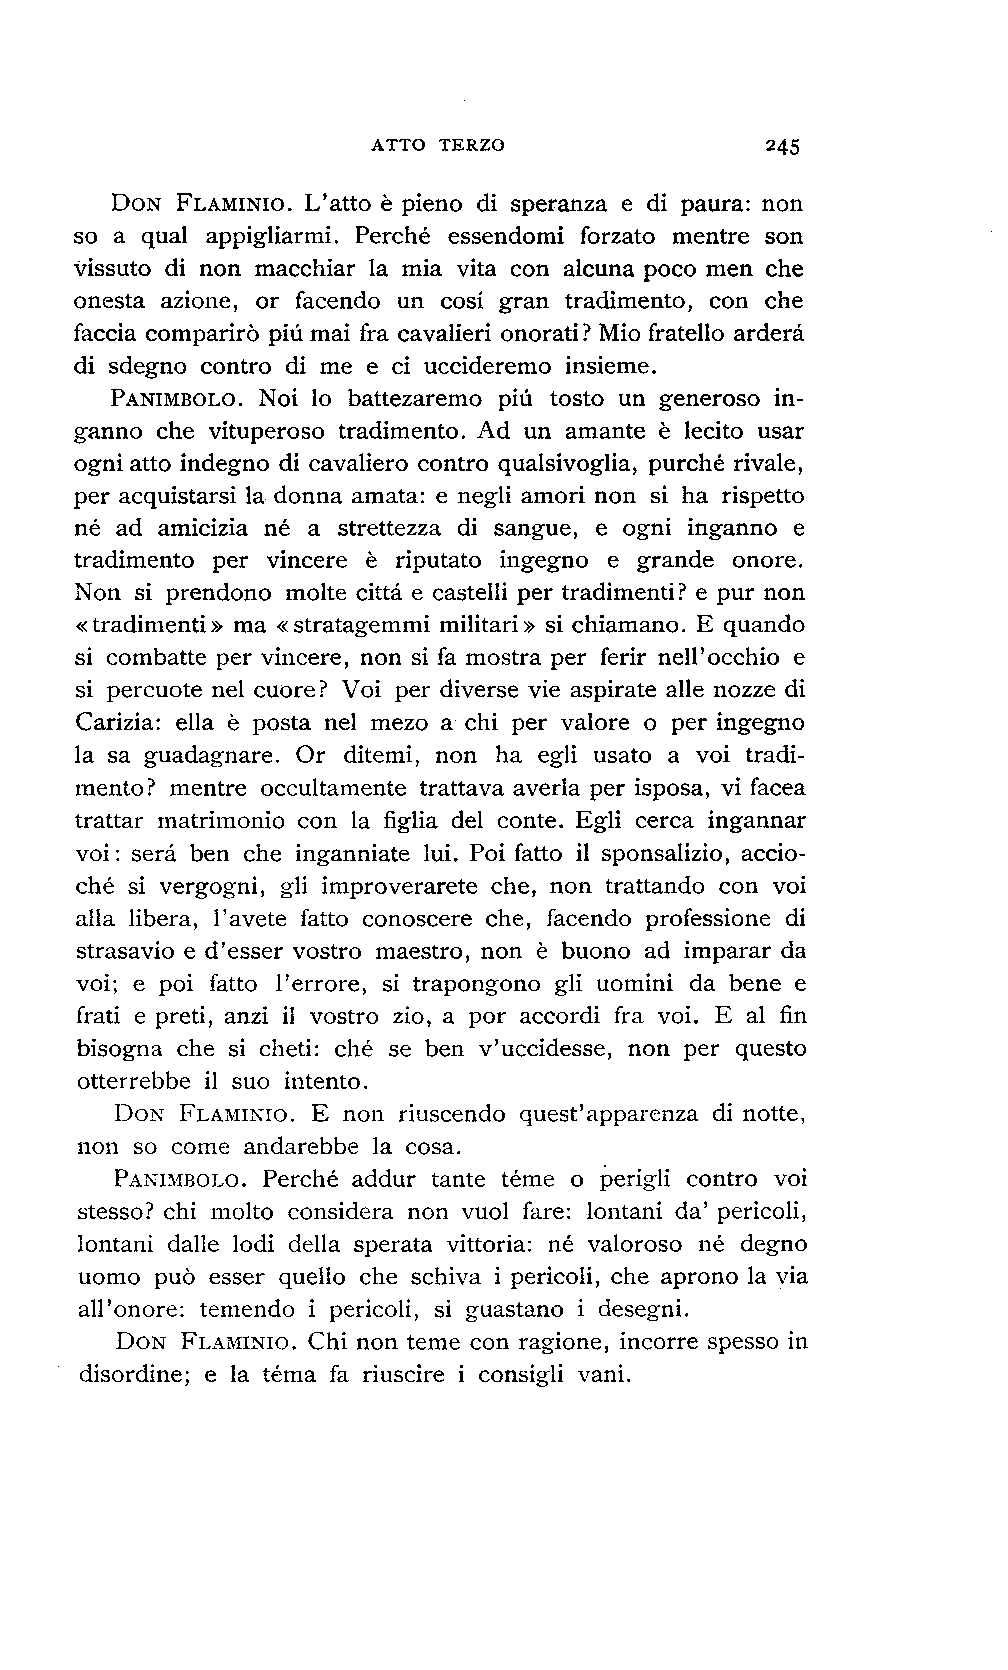 ATTO TERZO 245
DON FLAMINIO. L'atto è pieno di speranza e di paura: non
so a qual appigliarmi. Perché essendomi forzato mentre son
vissuto di non macchiar la mia vita con alcuna poco men che
onesta azione, or facendo un cosí gran tradimento, con che
faccia comparirò piú mai fra cavalieri onorati? Mio fratello arderá
di sdegno contro di me e ci uccideremo insieme.
PANIMBOLO. Noi lo battezaremo piú tosto un generoso in-
ganno che vituperoso tradimento. Ad un amante è lecito usar
ogni atto indegno di cavaliero contro qualsivoglia, purché rivale,
per acquistarsi la donna amata: e negli amori non si ha rispetto
né ad amicizia né a strettezza di sangue, e ogni inganno e
tradimento per vincere è riputato ingegno e grande onore.
Non si prendono molte cittá e castelli per tradimenti? e pur non
«tradimenti» ma «stratagemmi militari» si chiamano. E quando
si combatte per vincere, non si fa mostra per ferir nell'occhio e
si percuote nel cuore? Voi per diverse vie aspirate alle nozze di
Carizia: ella è posta nel mezo a chi per valore o per ingegno
la sa guadagnare. Or ditemi, non ha egli usato a voi tradi-
mento? mentre occultamente trattava averla per isposa, vi facea
trattar matrimonio con la figlia del conte. Egli cerca ingannar
voi: será ben che inganniate lui. Poi fatto il sponsalizio, accio-
ché si vergogni, gli improverarete che, non trattando con voi
alla libera, l'avete fatto conoscere che, facendo professione di
strasavio e d'esser vostro maestro, non è buono ad imparar da
voi; e poi fatto l'errore, si trapongono gli uomini da bene e
frati e preti, anzi il vostro zio, a por accordi fra voi. E al fin
bisogna che si cheti: ché se ben v'uccidesse, non per questo
otterrebbe il suo intento.
DON FLAMINIO. E non riuscendo quest'apparenza di notte,
non so come andarebbe la cosa.
PANIMBOLO. Perché addur tante téme o perigli contro voi
stesso? chi molto considera non vuol fare: lontani da' pericoli,
lontani dalle lodi della sperata vittoria: né valoroso né degno
uomo può esser quello che schiva i pericoli, che aprono la via
all'onore: temendo i pericoli, si guastano i desegni.
DON FLAMINIO. Chi non teme con ragione, incorre spesso in
disordine; e la téma fa riuscire i consigli vani.